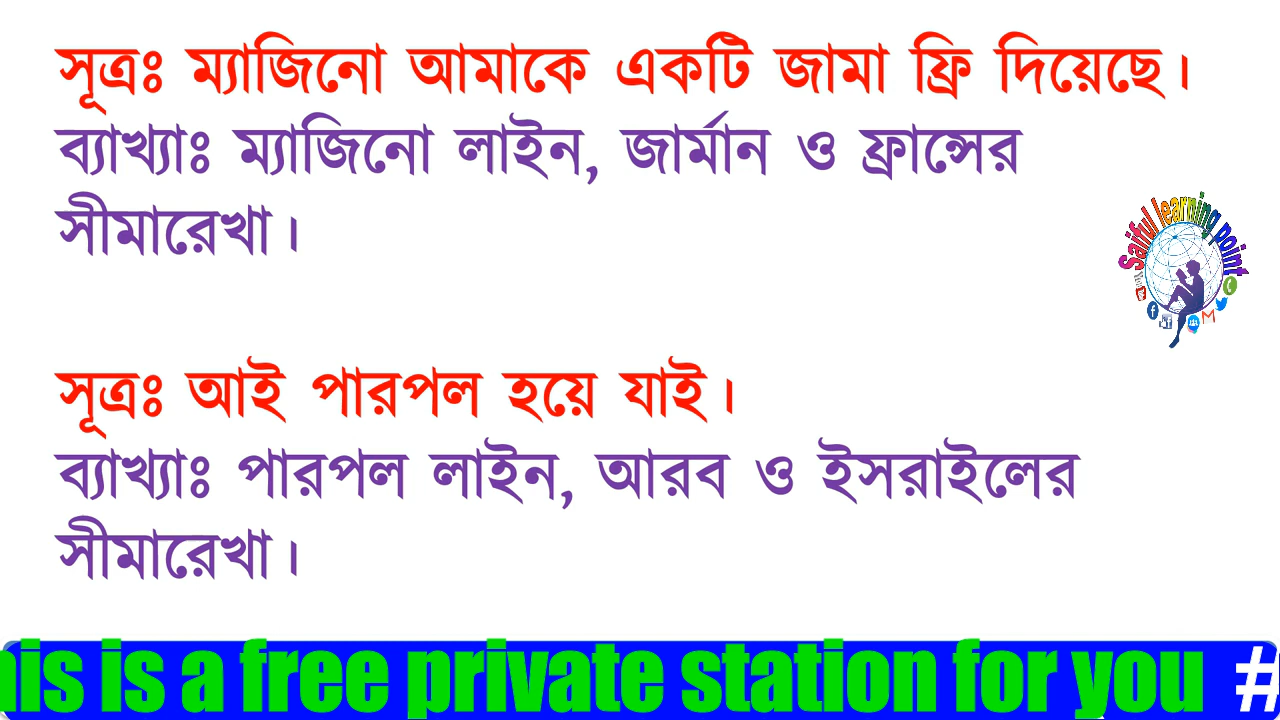 সূত্রঃ ম্যাজিনো আমাকে একটি জামা ফ্রি দিয়েছে।
ব্যাখ্যাঃ ম্যাজিনো লাইন, জার্মান ও ফ্রান্সের
সীমারেখা।
Saiful learning point
সূত্রঃ আই পারপল হয়ে যাই।
ব্যাখ্যাঃ পারপল লাইন, আরব ও ইসরাইলের
সীমারেখা।
his is a free private station for you #